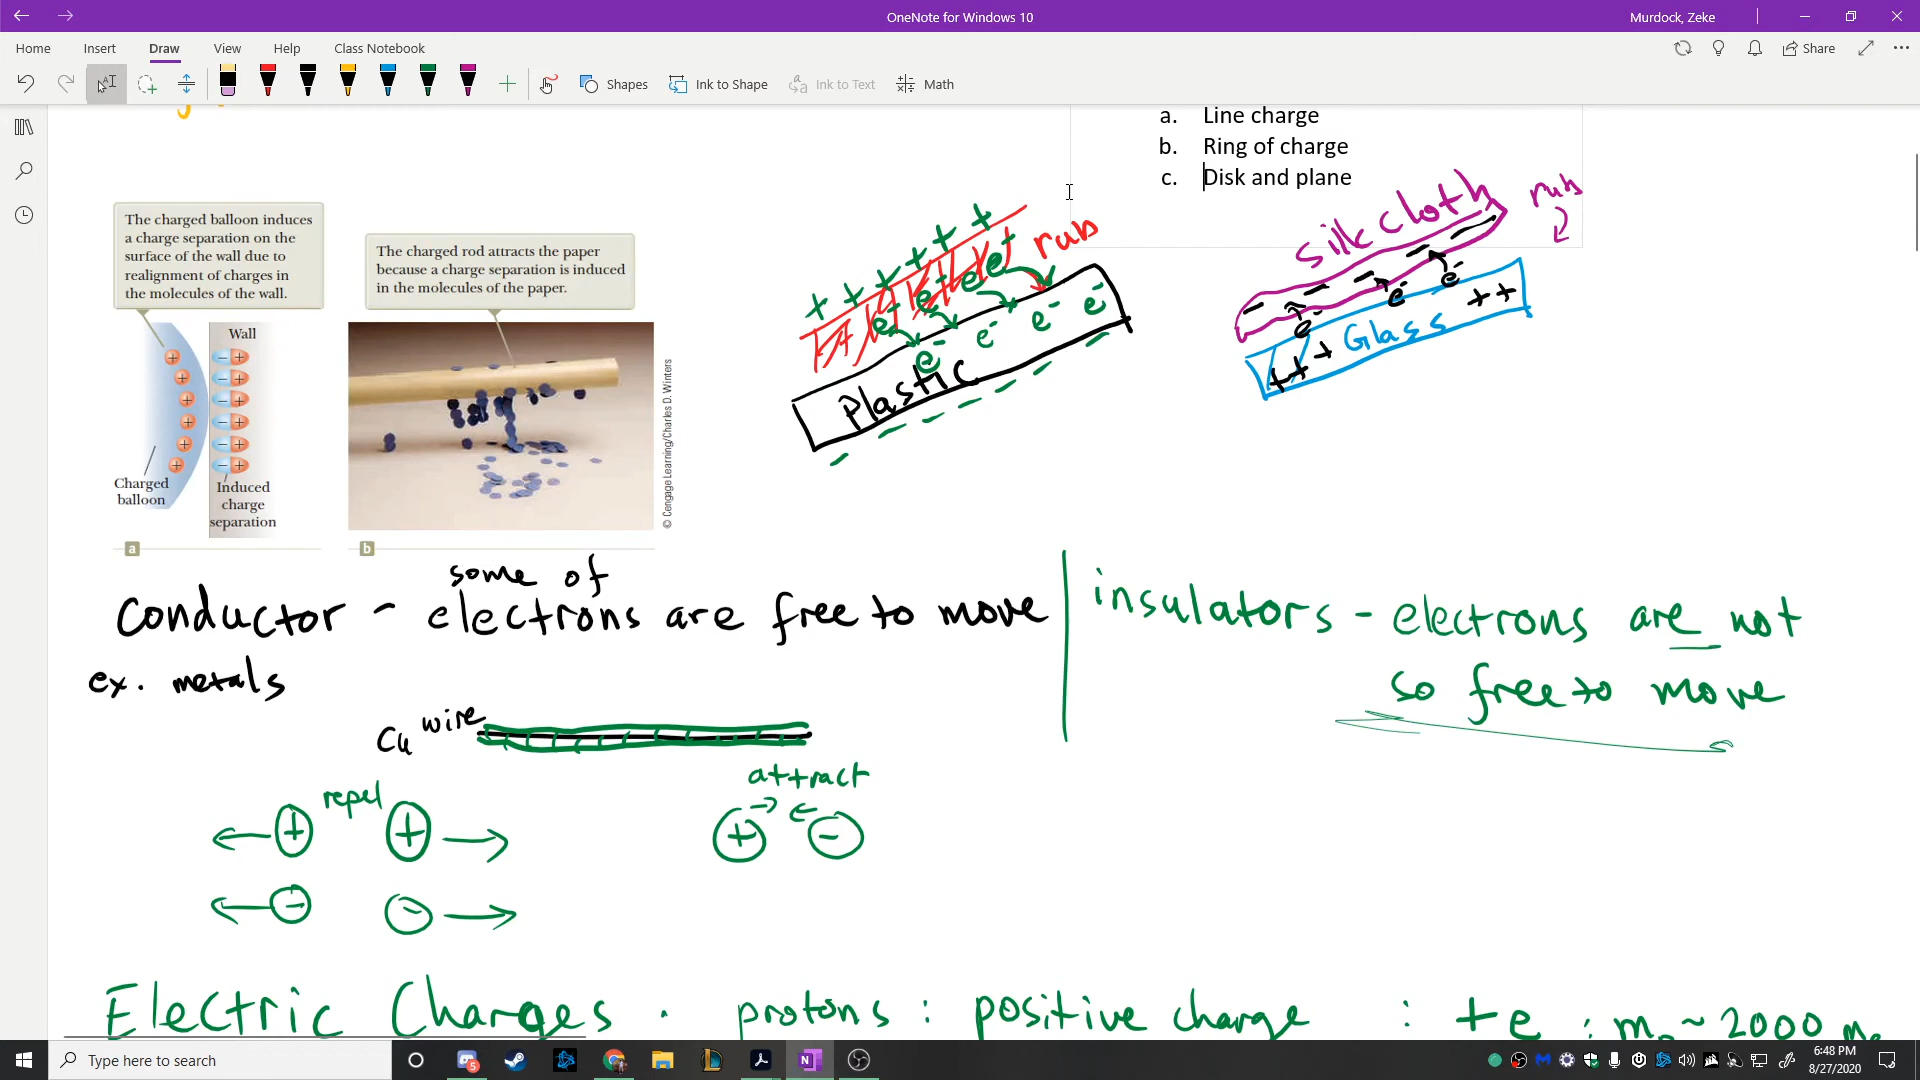 OneNote for Windows 10
Murdock, Zeke
Home
Insert
Draw
View
Help
Class Notebook
Share
Shapes
Ink to Shape
Ink to Text
Math
a. Line charge
b. Ring of charge
c. Disk and plane
The charged balloon induces
a charge separation on the
surface of the wall due to
realignment of charges in
the molecules of the wall.
The charged rod attracts the paper
because a charge separation is induced
in the molecules of the paper.
Wall
Charged
balloon
Induced
charge
separation
© Cengage Learning/Charles D. Winters
a
b
+ + + + + +
rub
e⁻ e⁻ e⁻ e⁻
Plastic
silk cloth
rub
e⁻ e⁻ e⁻
Glass
++
+++
some of
Conductor - electrons are free to move
ex. metals
insulators - electrons are not
so free to move
Cu wire
repel
attract
+ +
+ -
- -
Electric Charges . protons : positive charge : +e : m ~ 2000 m
Type here to search
6:48 PM
8/27/2020